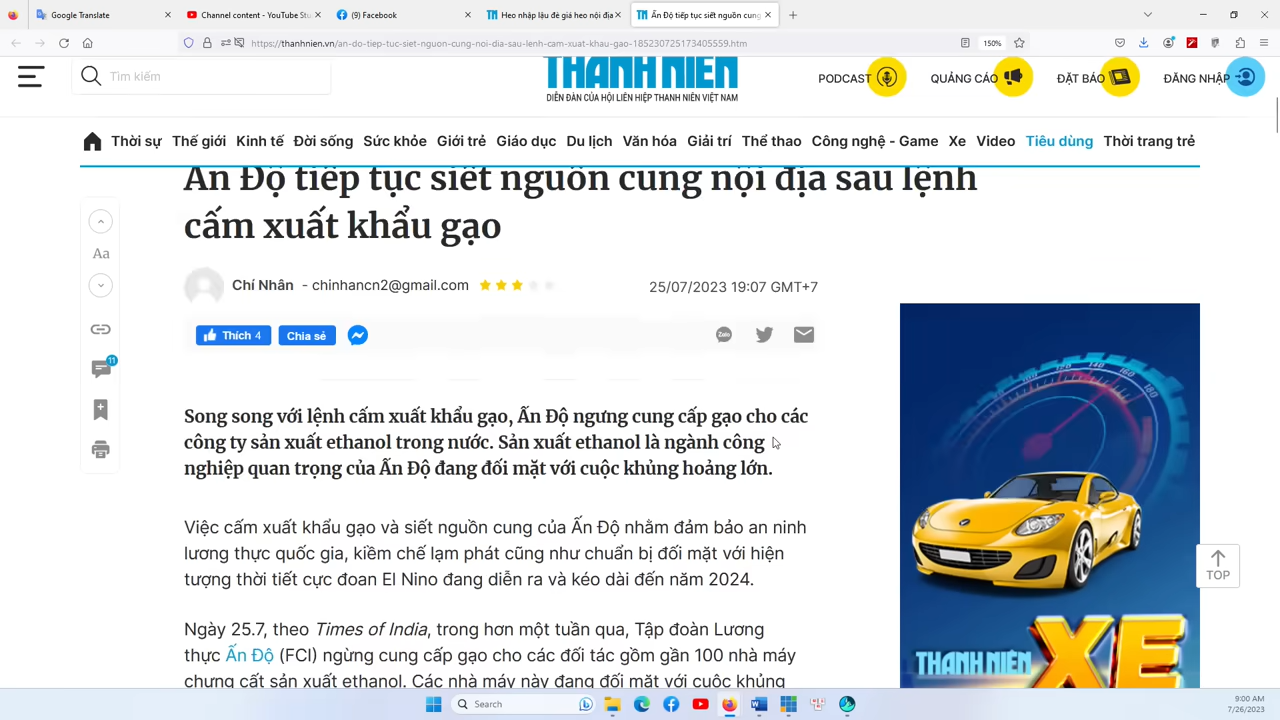 Google Translate
Channel content - YouTube Stu
(9) Facebook
Heo nhập lậu đè giá heo nội địa
Ấn Độ tiếp tục siết nguồn cung
https://thanhnien.vn/an-do-tiep-tuc-siet-nguon-cung-noi-dia-sau-lenh-cam-xuat-khau-gao-185230725173405559.htm
150%
Tìm kiếm
THANH NIÊN
DIỄN ĐÀN CỦA HỘI LIÊN HIỆP THANH NIÊN VIỆT NAM
PODCAST
QUẢNG CÁO
ĐẶT BÁO
ĐĂNG NHẬP
Thời sự Thế giới Kinh tế Đời sống Sức khỏe Giới trẻ Giáo dục Du lịch Văn hóa Giải trí Thể thao Công nghệ - Game Xe Video Tiêu dùng Thời trang trẻ
Ấn Độ tiếp tục siết nguồn cung nội địa sau lệnh
cấm xuất khẩu gạo
Aa
11
Chí Nhân - chinhancn2@gmail.com
25/07/2023 19:07 GMT+7
Thích 4
Chia sẻ
Zalo
Song song với lệnh cấm xuất khẩu gạo, Ấn Độ ngưng cung cấp gạo cho các
công ty sản xuất ethanol trong nước. Sản xuất ethanol là ngành công
nghiệp quan trọng của Ấn Độ đang đối mặt với cuộc khủng hoảng lớn.
Việc cấm xuất khẩu gạo và siết nguồn cung của Ấn Độ nhằm đảm bảo an ninh
lương thực quốc gia, kiềm chế lạm phát cũng như chuẩn bị đối mặt với hiện
tượng thời tiết cực đoan El Nino đang diễn ra và kéo dài đến năm 2024.
Ngày 25.7, theo Times of India, trong hơn một tuần qua, Tập đoàn Lương
thực Ấn Độ (FCI) ngừng cung cấp gạo cho các đối tác gồm gần 100 nhà máy
chưng cất sản xuất ethanol. Các nhà máy này đang đối mặt với cuộc khủng
100 120 140 160 180
THANH NIÊN
XE
TOP
Search
9:00 AM
7/26/2023